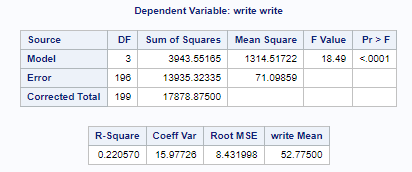 Dependent Variable: write write
Source DF Sum of Squares Mean Square F Value Pr > F
Model 3 3943.55165 1314.51722 18.49 <.0001
Error 196 13935.32335 71.09859
Corrected Total 199 17878.87500
R-Square Coeff Var Root MSE write Mean
0.220570 15.97726 8.431998 52.77500